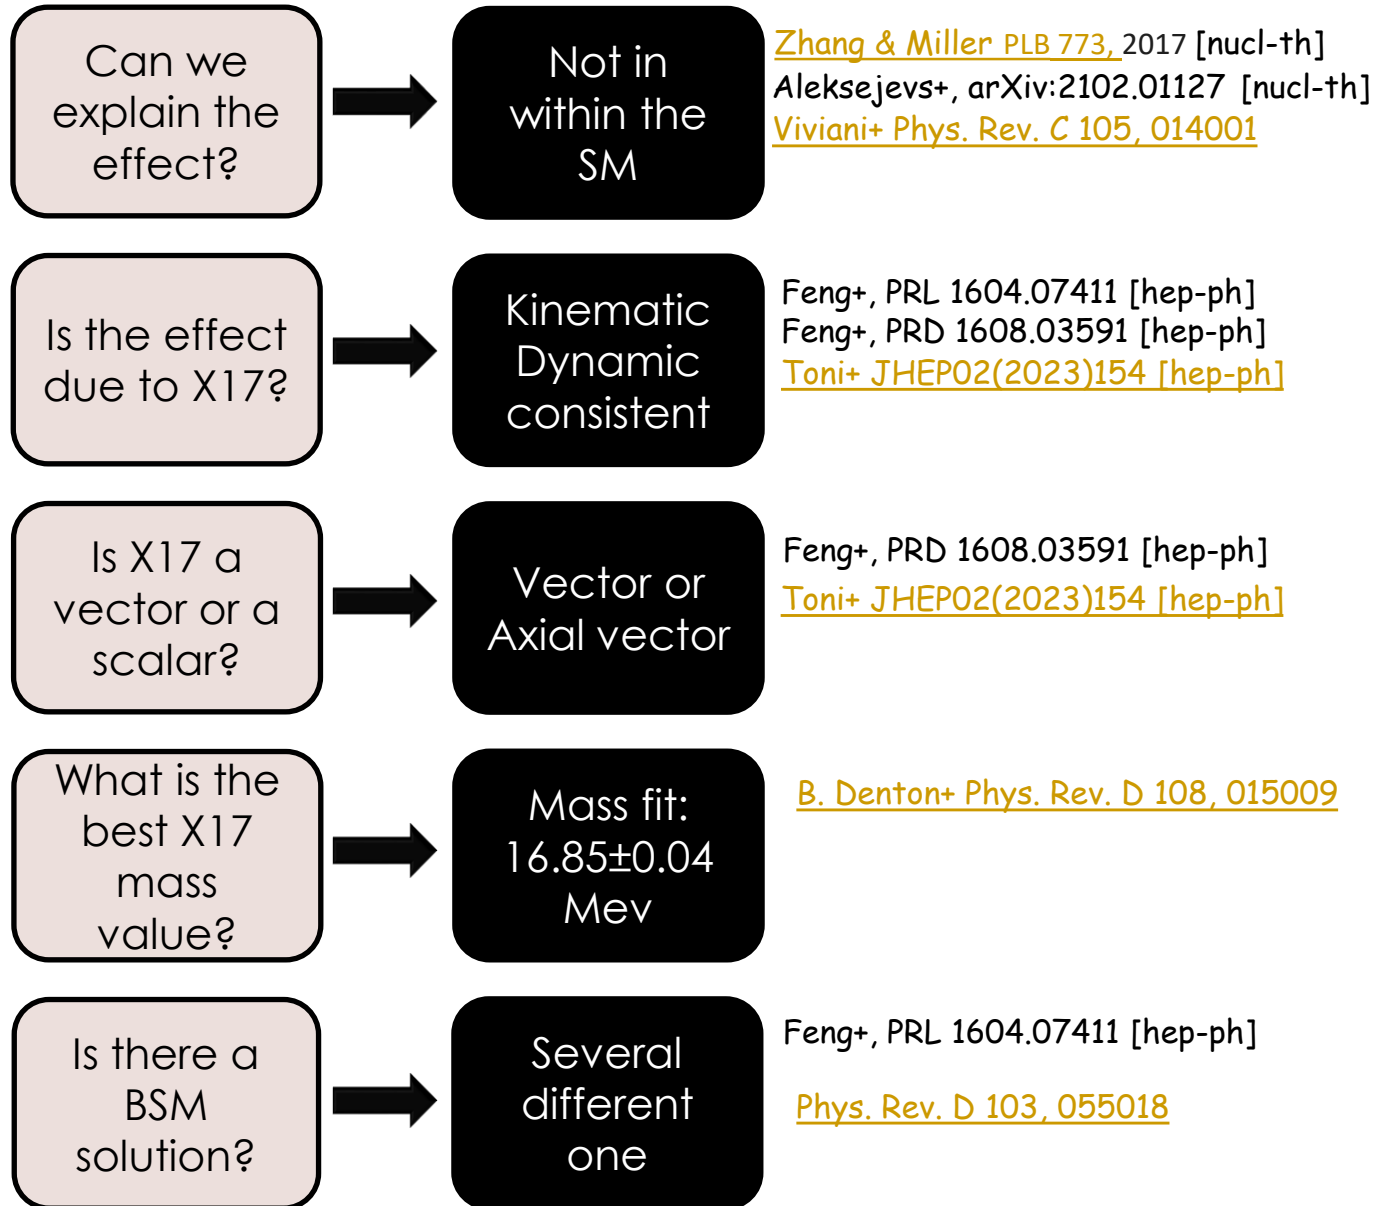 Can we
explain the
effect?
Not in
within the
SM
Zhang & Miller PLB 773, 2017 [nucl-th]
Aleksejevs+, arXiv:2102.01127 [nucl-th]
Viviani+ Phys. Rev. C 105, 014001
Is the effect
due to X17?
Kinematic
Dynamic
consistent
Feng+, PRL 1604.07411 [hep-ph]
Feng+, PRD 1608.03591 [hep-ph]
Toni+ JHEP02(2023)154 [hep-ph]
Is X17 a
vector or a
scalar?
Vector or
Axial vector
Feng+, PRD 1608.03591 [hep-ph]
Toni+ JHEP02(2023)154 [hep-ph]
What is the
best X17
mass
value?
Mass fit:
16.85±0.04
Mev
B. Denton+ Phys. Rev. D 108, 015009
Is there a
BSM
solution?
Several
different
one
Feng+, PRL 1604.07411 [hep-ph]
Phys. Rev. D 103, 055018